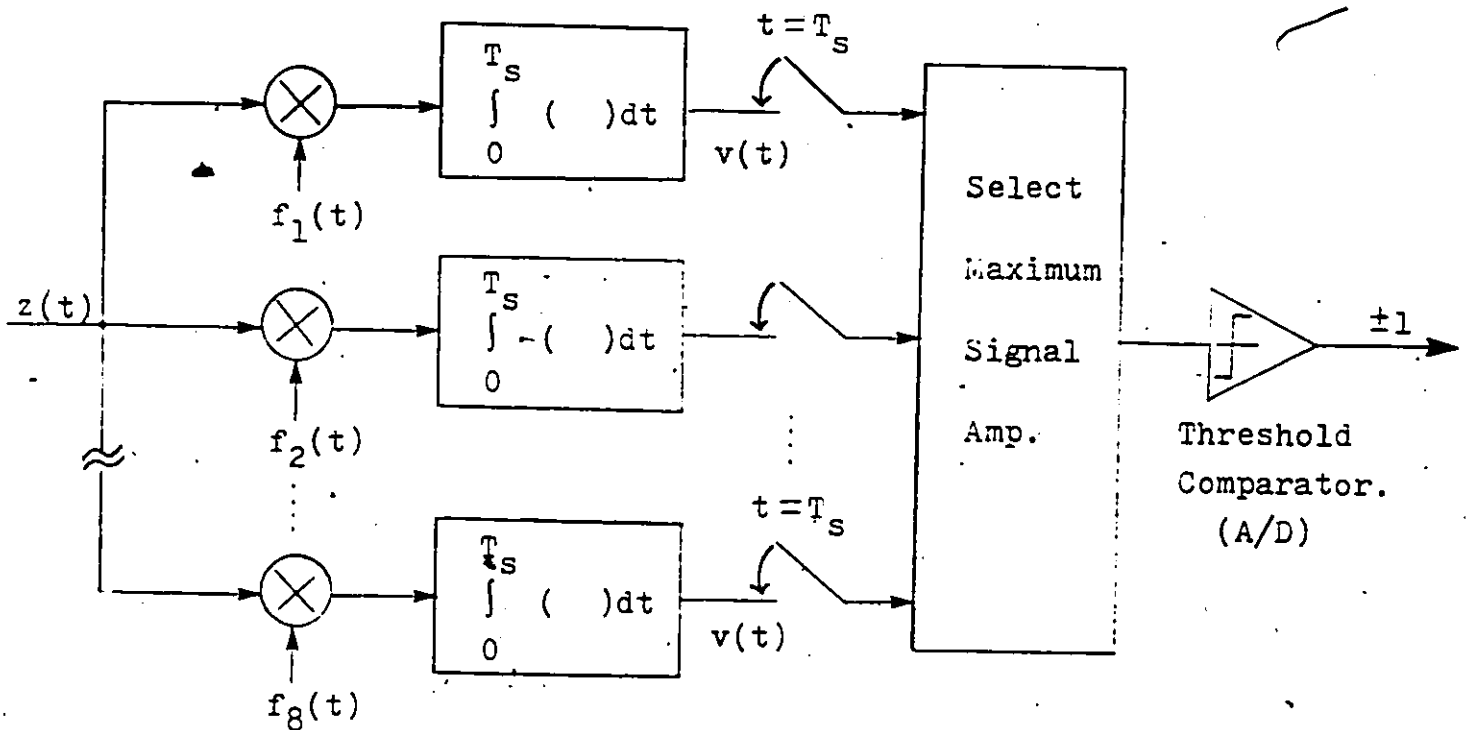 t = T_s
T_s
∫ ( )dt
0
v(t)
f_1(t)
Select
Maximum
Signal
Amp.
z(t)
T_s
∫ -( )dt
0
f_2(t)
±1
Threshold
Comparator.
(A/D)
t = T_s
T_s
∫ ( )dt
0
v(t)
f_8(t)